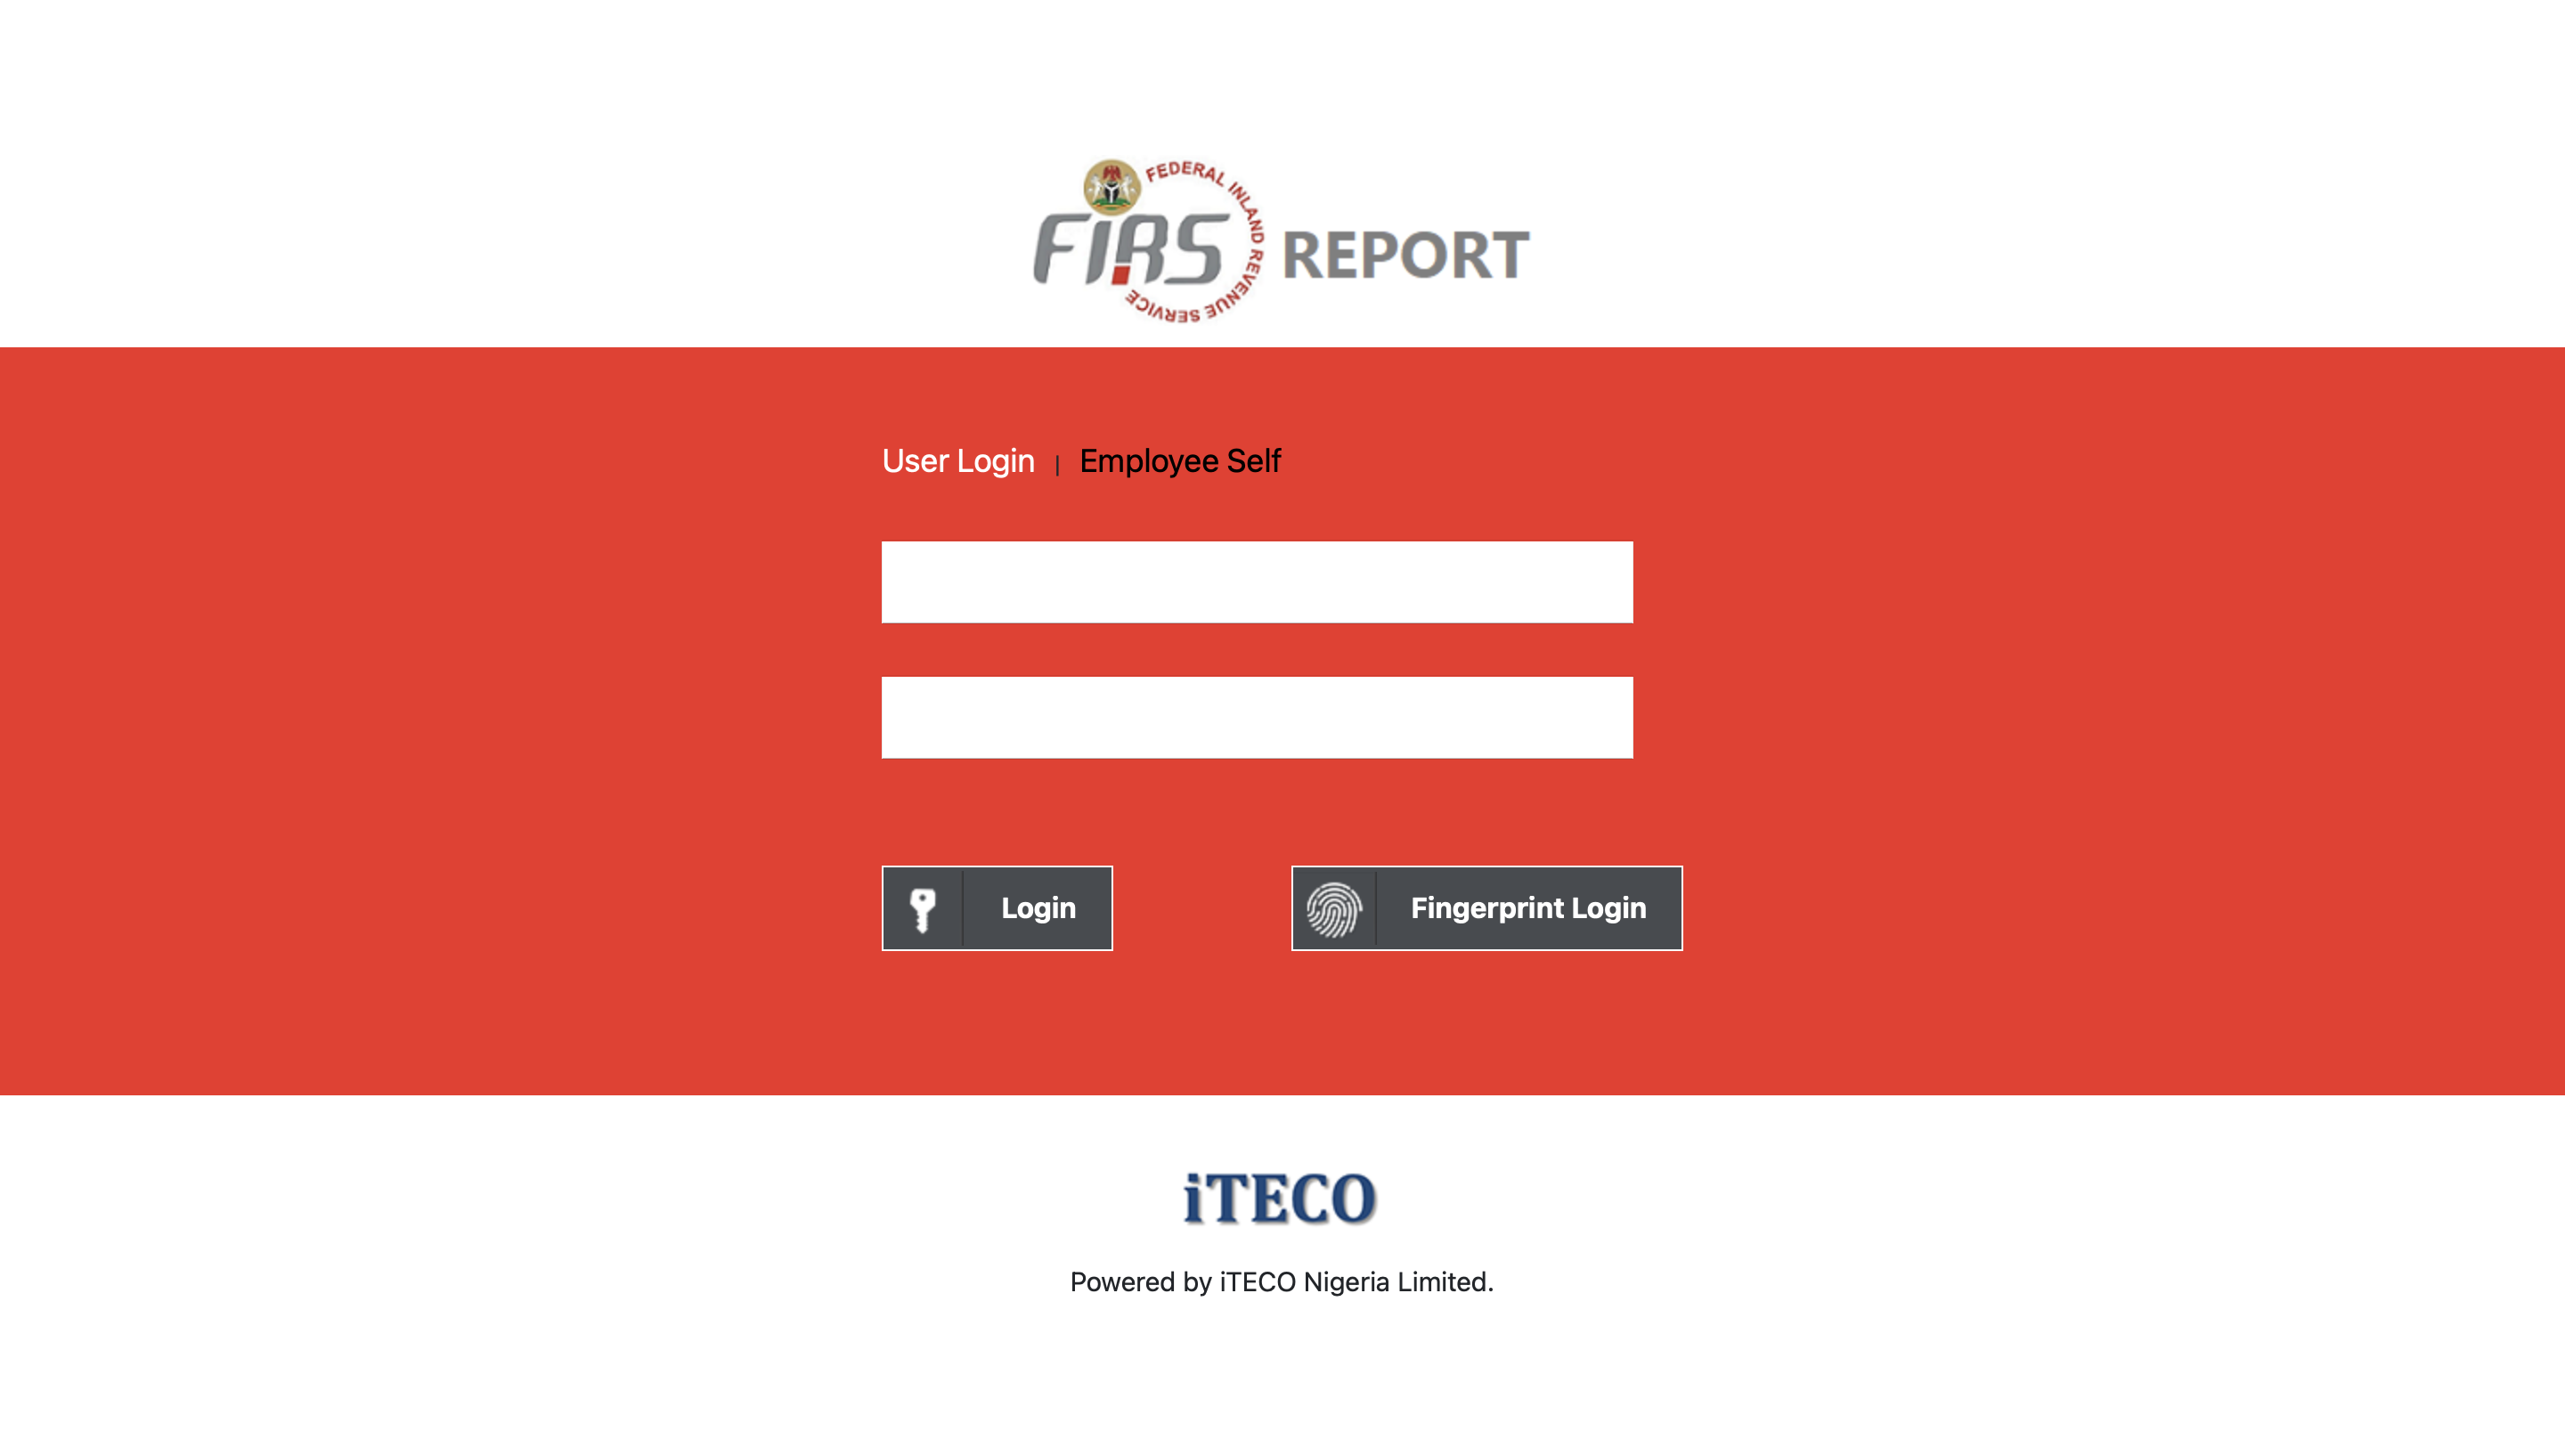 FEDERAL INLAND REVENUE SERVICE
FIRS REPORT
User Login | Employee Self
Login
Fingerprint Login
iTECO
Powered by iTECO Nigeria Limited.